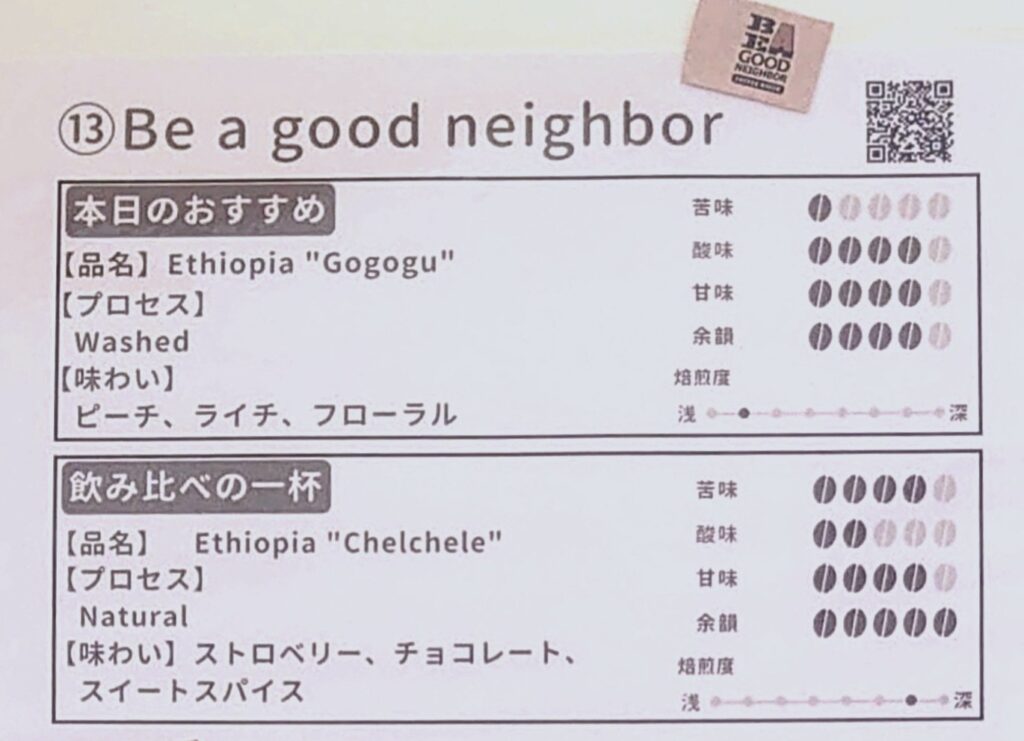 BEA
GOOD
NEIGHBOR
⑬Be a good neighbor
本日のおすすめ
【品名】Ethiopia "Gogogu"
【プロセス】
Washed
【味わい】
ピーチ、ライチ、フローラル
苦味
酸味
甘味
余韻
焙煎度
浅 深
飲み比べの一杯
【品名】 Ethiopia "Chelchele"
【プロセス】
Natural
【味わい】ストロベリー、チョコレート、
スイートスパイス
苦味
酸味
甘味
余韻
焙煎度
浅 深